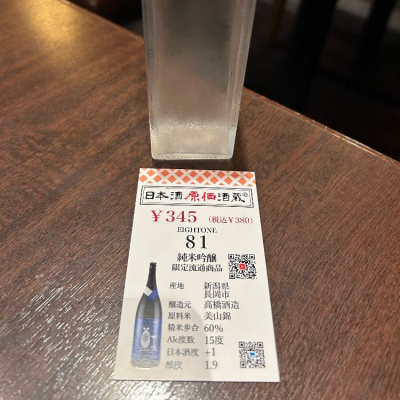 日本酒原価酒蔵®
￥345 (税込￥380)
EIGHTONE
81
純米吟醸
限定流通商品
産地 新潟県
長岡市
醸造元 高橋酒造
原料米 美山錦
精米歩合 60%
Alc度数 15度
日本酒度 +1
酸度 1.9